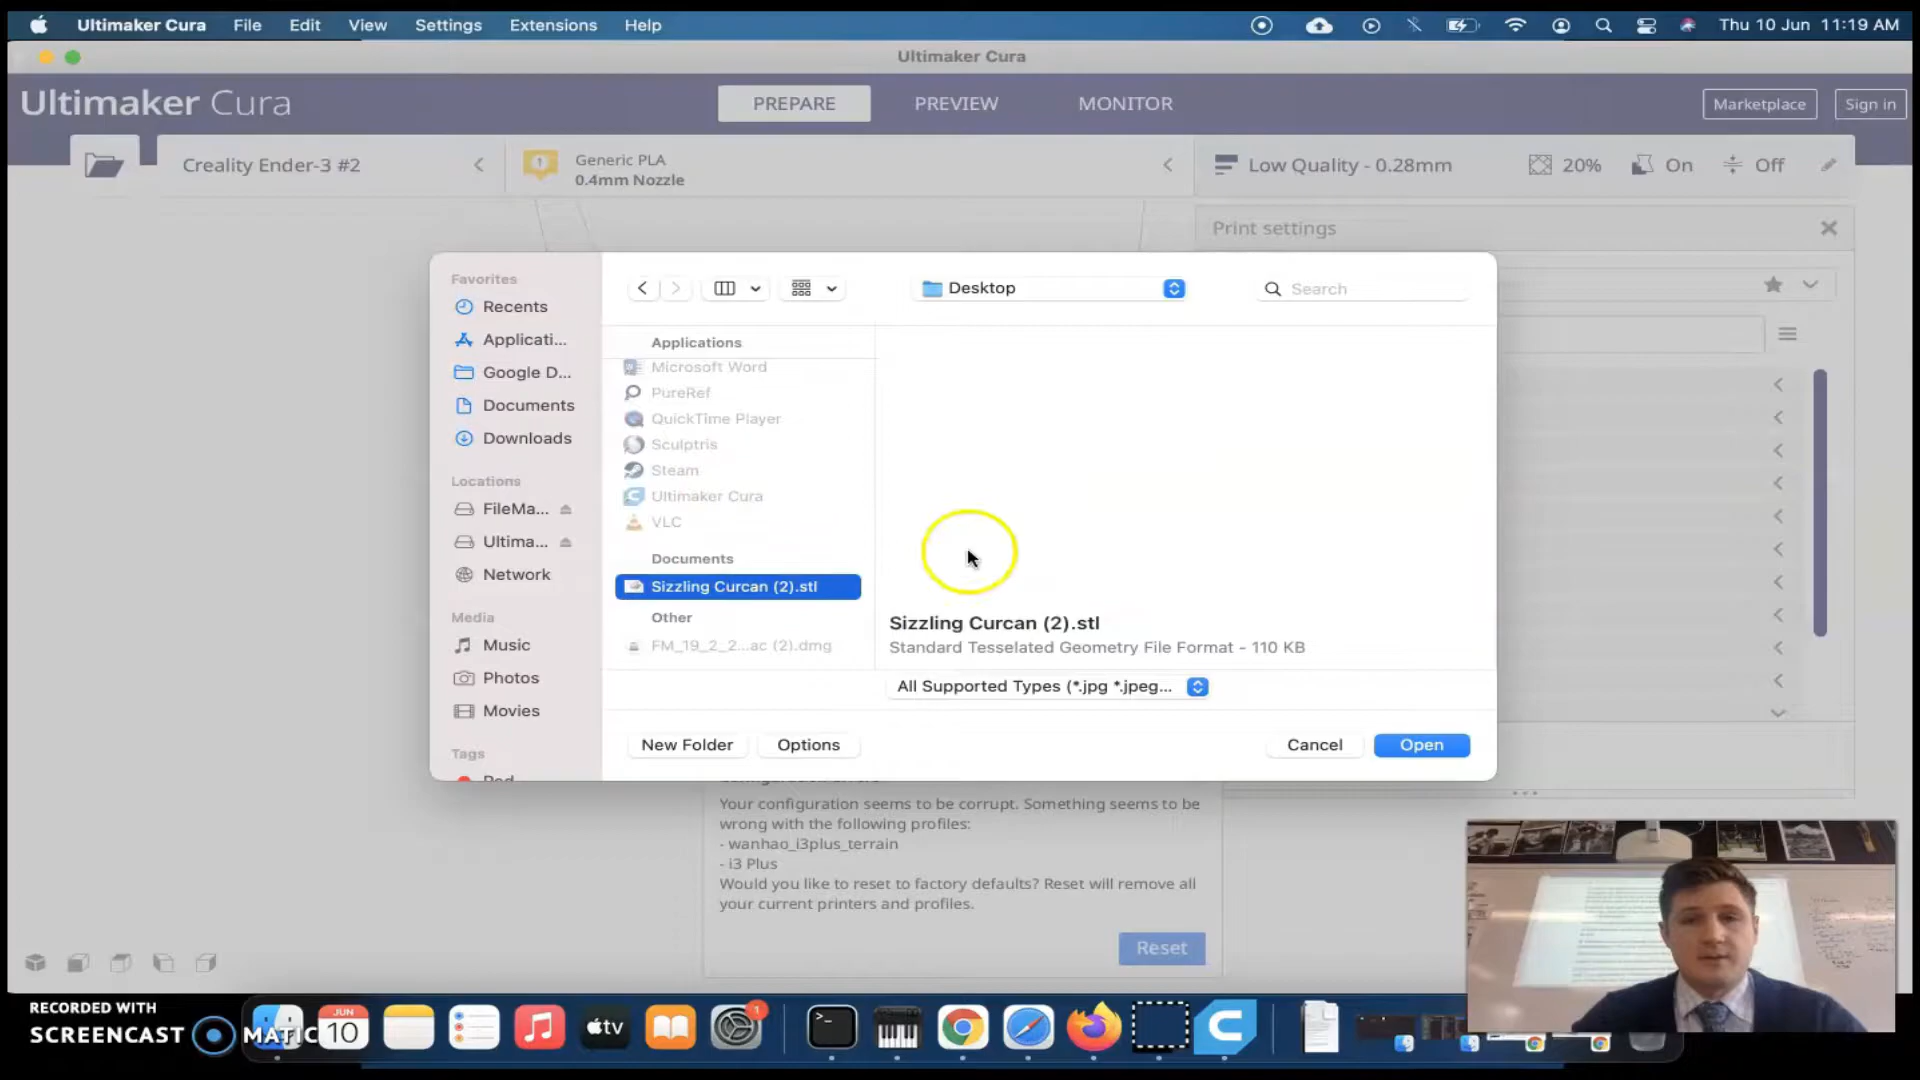 Ultimaker Cura File Edit View Settings Extensions Help Thu 10 Jun 11:19 AM
Ultimaker Cura
Ultimaker Cura PREPARE PREVIEW MONITOR Marketplace Sign in
Creality Ender-3 #2
Generic PLA
0.4mm Nozzle
Low Quality - 0.28mm 20% On Off
Print settings
Favorites
Recents
Applicati...
Google D...
Documents
Downloads
Locations
FileMa...
Ultima...
Network
Media
Music
Photos
Movies
Tags
Desktop
Search
Applications
Microsoft Word
PureRef
QuickTime Player
Sculptris
Steam
Ultimaker Cura
VLC
Documents
Sizzling Curcan (2).stl
Other
FM_19_2_2...ac (2).dmg
Sizzling Curcan (2).stl
Standard Tesselated Geometry File Format - 110 KB
All Supported Types (*.jpg *.jpeg...
New Folder Options Cancel Open
Your configuration seems to be corrupt. Something seems to be
wrong with the following profiles:
- wanhao_i3plus_terrain
- i3 Plus
Would you like to reset to factory defaults? Reset will remove all
your current printers and profiles.
Reset
RECORDED WITH
SCREENCAST MATIC
JUN
10
tv
1